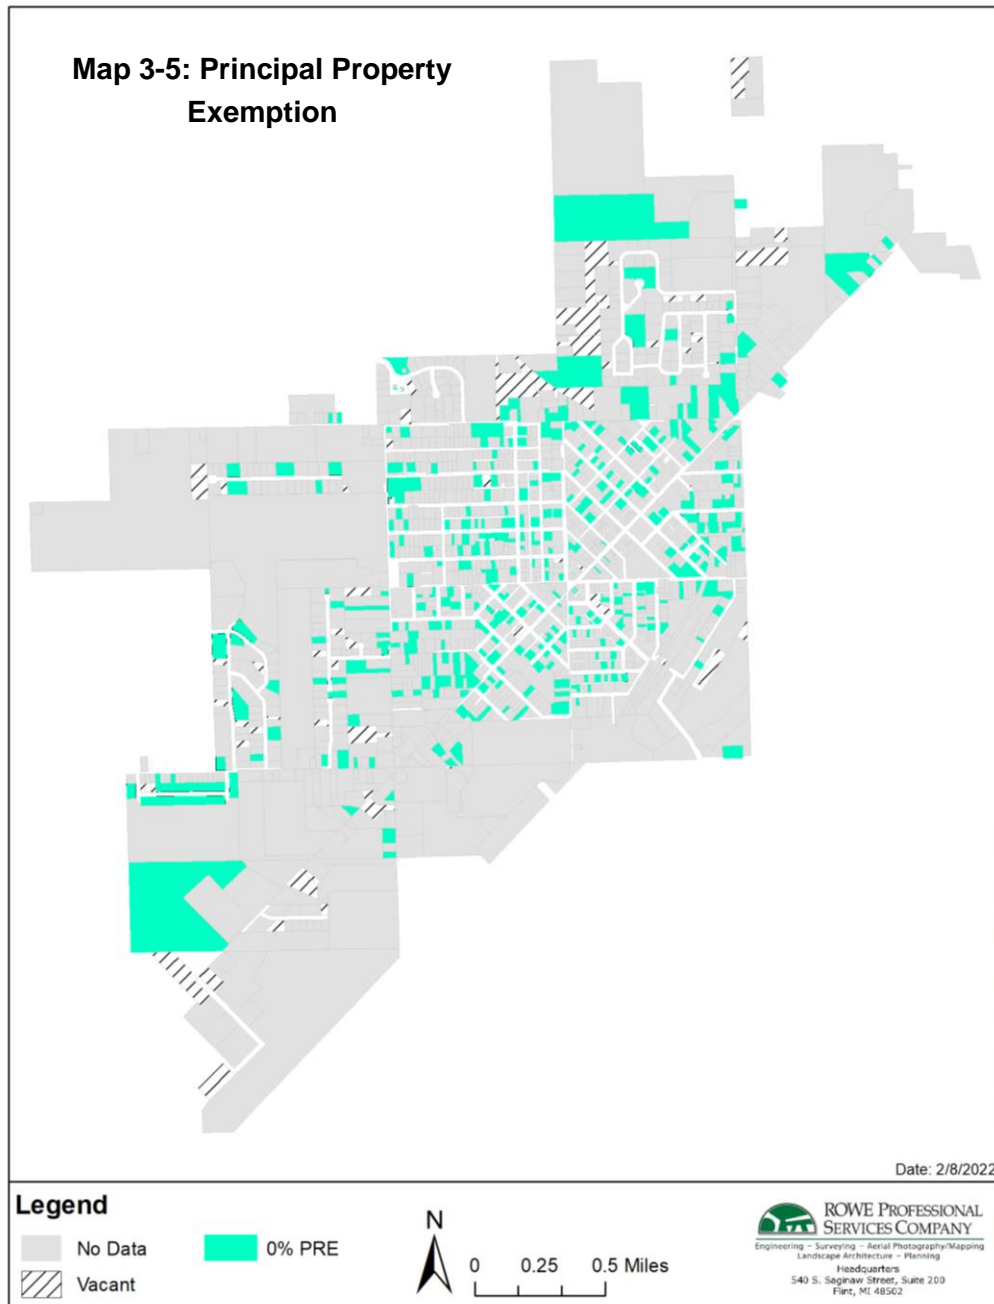 Map 3-5: Principal Property
Exemption
Date: 2/8/2022
Legend
No Data
0% PRE
Vacant
N
0 0.25 0.5 Miles
ROWE PROFESSIONAL
SERVICES COMPANY
Engineering - Surveying - Aerial Photography/Mapping
Landscape Architecture - Planning
Headquarters
540 S. Saginaw Street, Suite 200
Flint, MI 48502